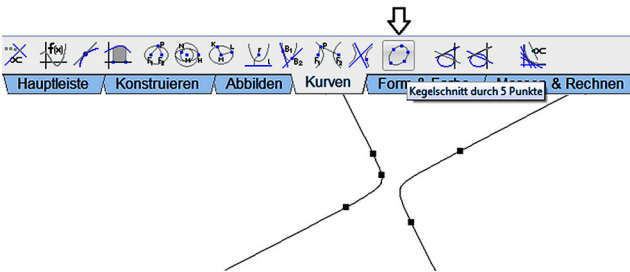 f(x)
Hauptleiste Konstruieren Abbilden Kurven Form & Farbe Messen & Rechnen
Kegelschnitt durch 5 Punkte